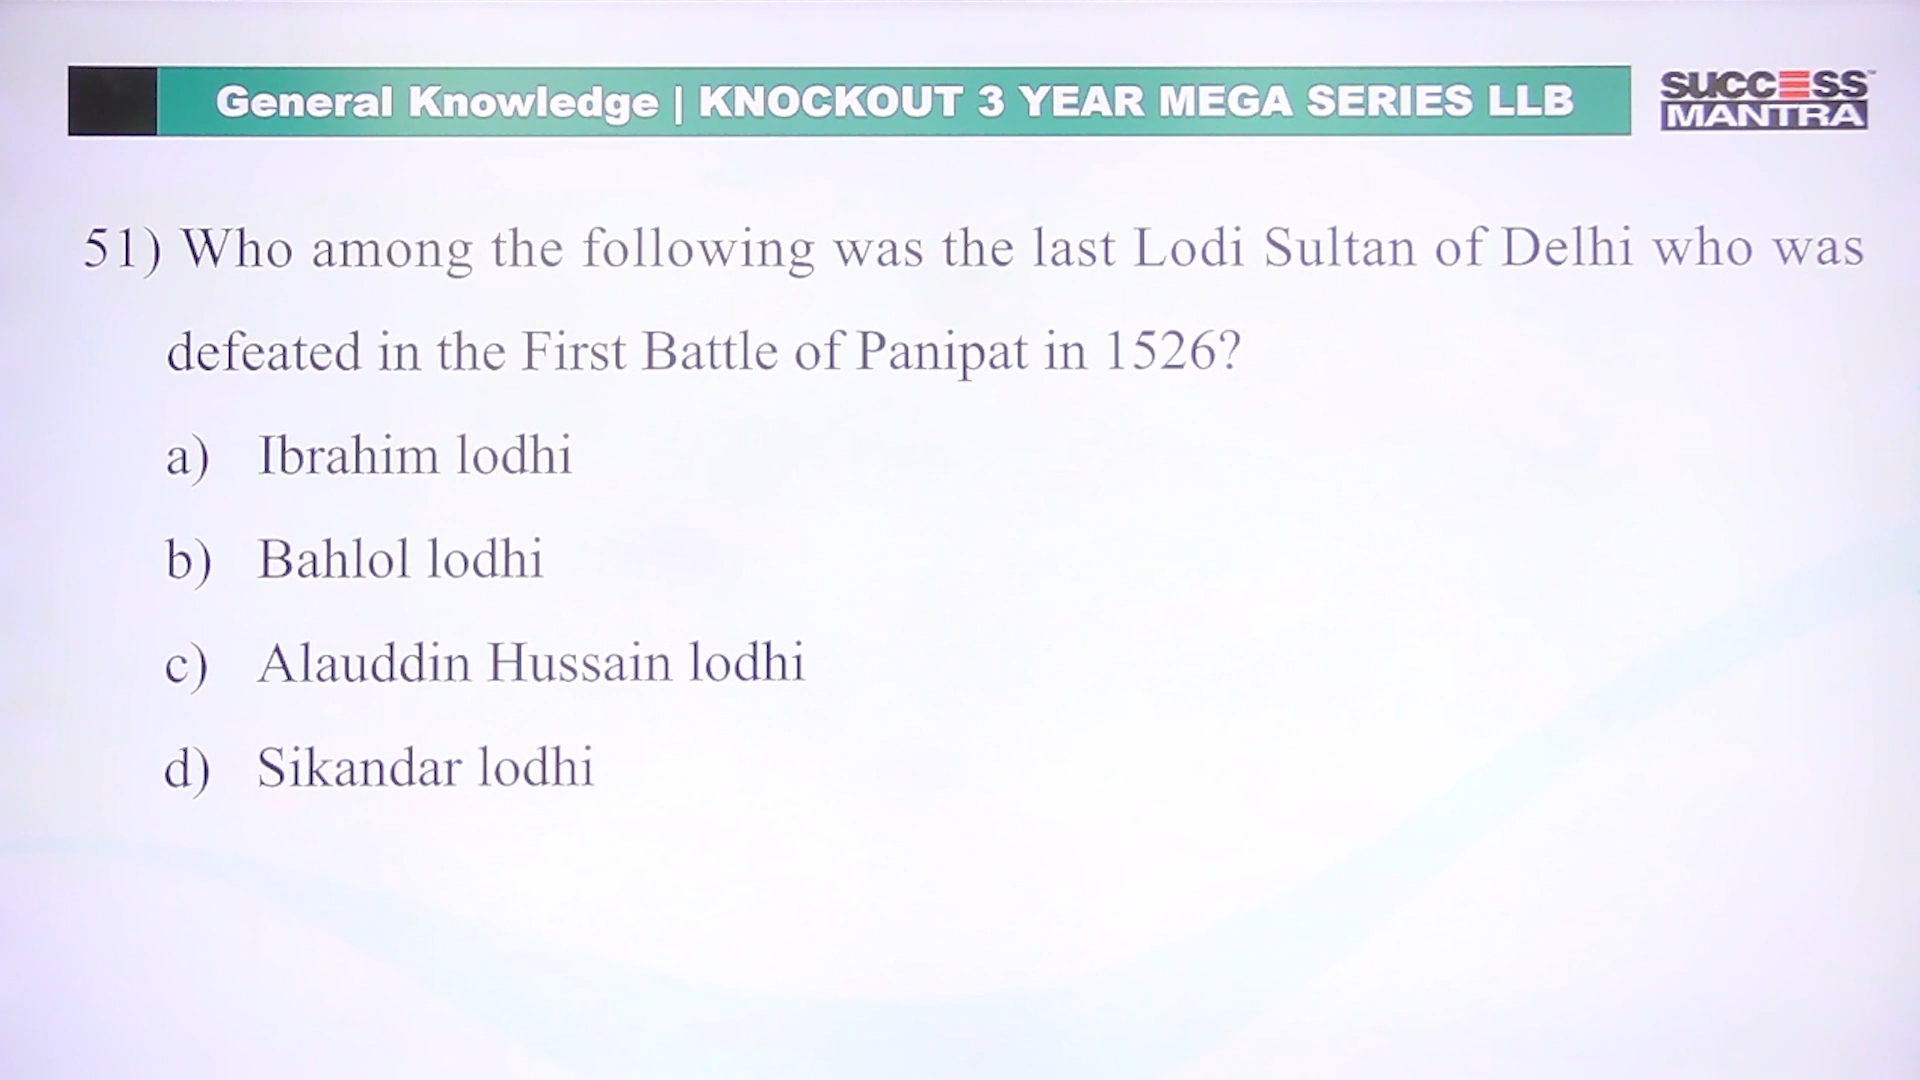 General Knowledge | KNOCKOUT 3 YEAR MEGA SERIES LLB
SUCCESS
MANTRA
51) Who among the following was the last Lodi Sultan of Delhi who was
defeated in the First Battle of Panipat in 1526?
a) Ibrahim lodhi
b) Bahlol lodhi
c) Alauddin Hussain lodhi
d) Sikandar lodhi